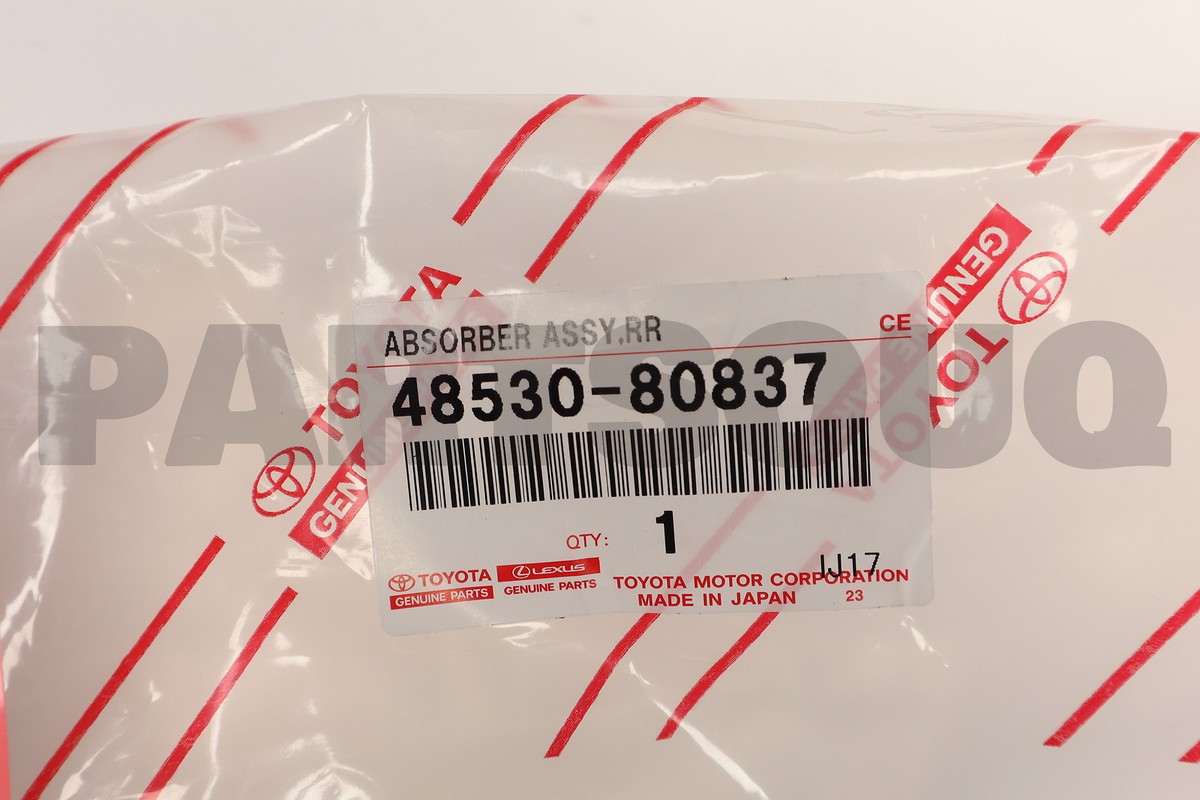 ABSORBER ASSY,RR
CE
48530-80837
QTY: 1
TOYOTA
GENUINE PARTS
LEXUS
GENUINE PARTS
JJ17
TOYOTA MOTOR CORPORATION
MADE IN JAPAN 23
PARTSOUQ
TOYOTA
GENUINE
TOYOTA
GENUINE